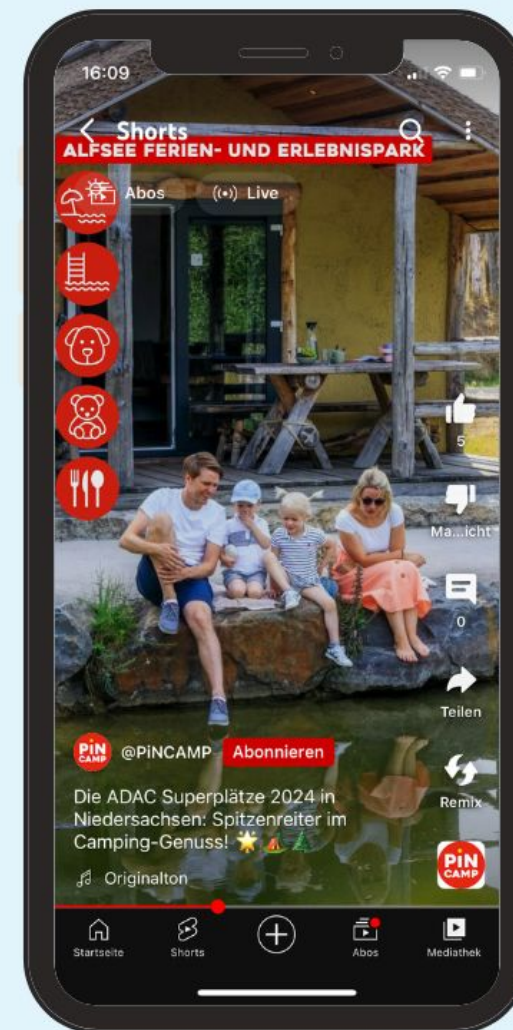 16:09
Shorts
ALFSEE FERIEN- UND ERLEBNISPARK
Abos
Live
5
Ma...icht
0
Teilen
PiN
CAMP
@PiNCAMP
Abonnieren
Remix
Die ADAC Superplätze 2024 in
Niedersachsen: Spitzenreiter im
Camping-Genuss!
PiN
CAMP
Originalton
Startseite
Shorts
Abos
Mediathek